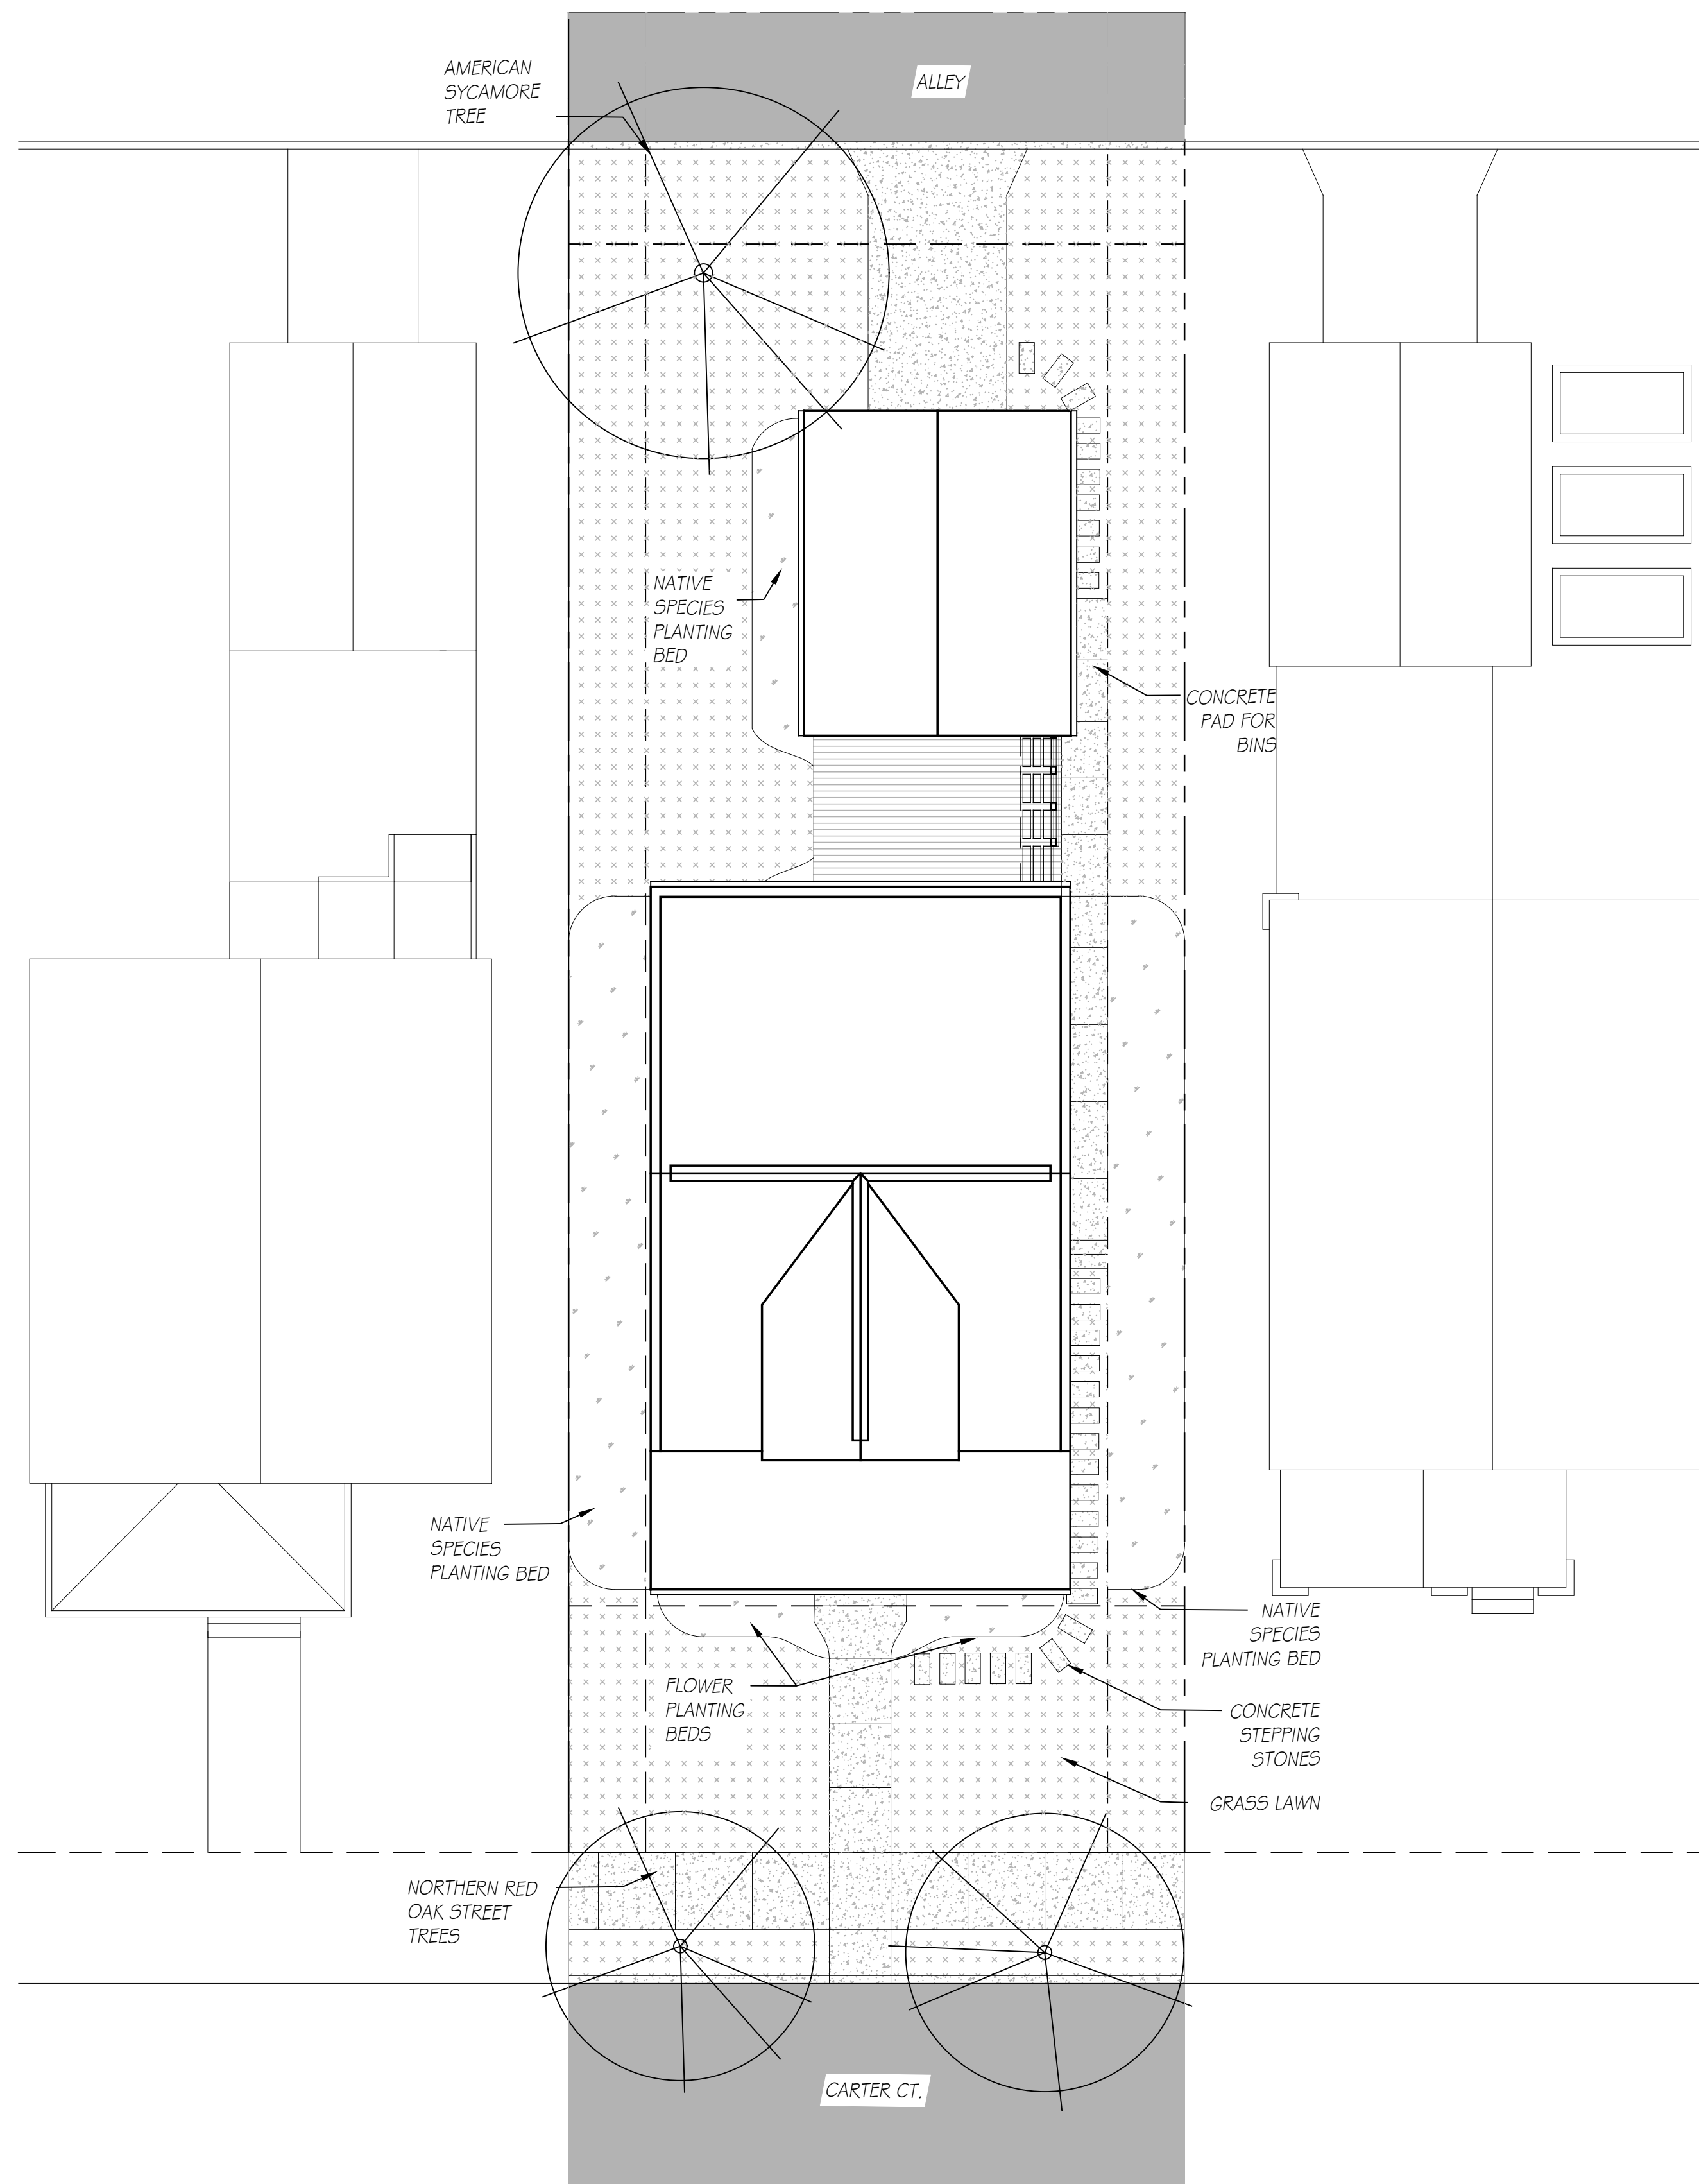 AMERICAN
SYCAMORE
TREE
ALLEY
NATIVE
SPECIES
PLANTING
BED
CONCRETE
PAD FOR
BINS
NATIVE
SPECIES
PLANTING BED
NATIVE
SPECIES
PLANTING BED
FLOWER
PLANTING
BEDS
CONCRETE
STEPPING
STONES
GRASS LAWN
NORTHERN RED
OAK STREET
TREES
CARTER CT.